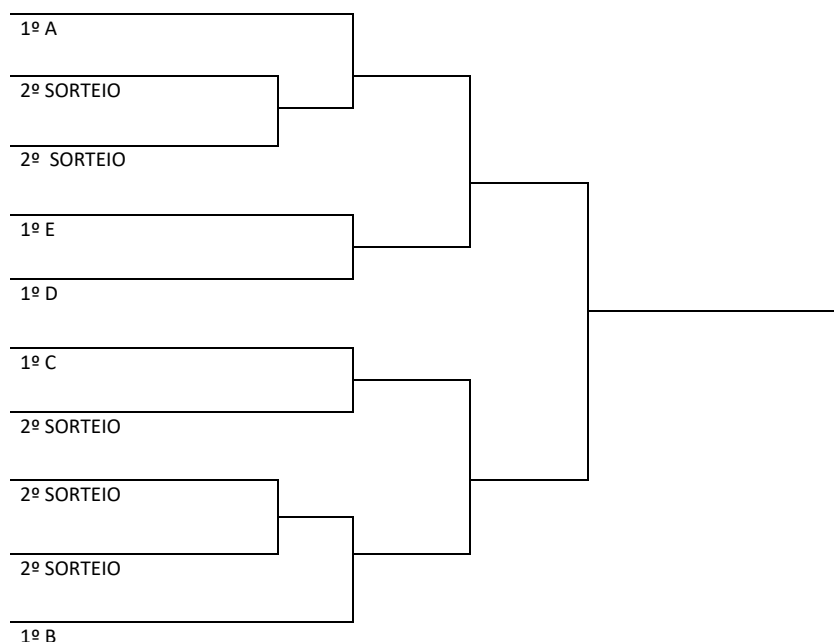 1º A
2º SORTEIO
2º SORTEIO
1º E
1º D
1º C
2º SORTEIO
2º SORTEIO
2º SORTEIO
1º B